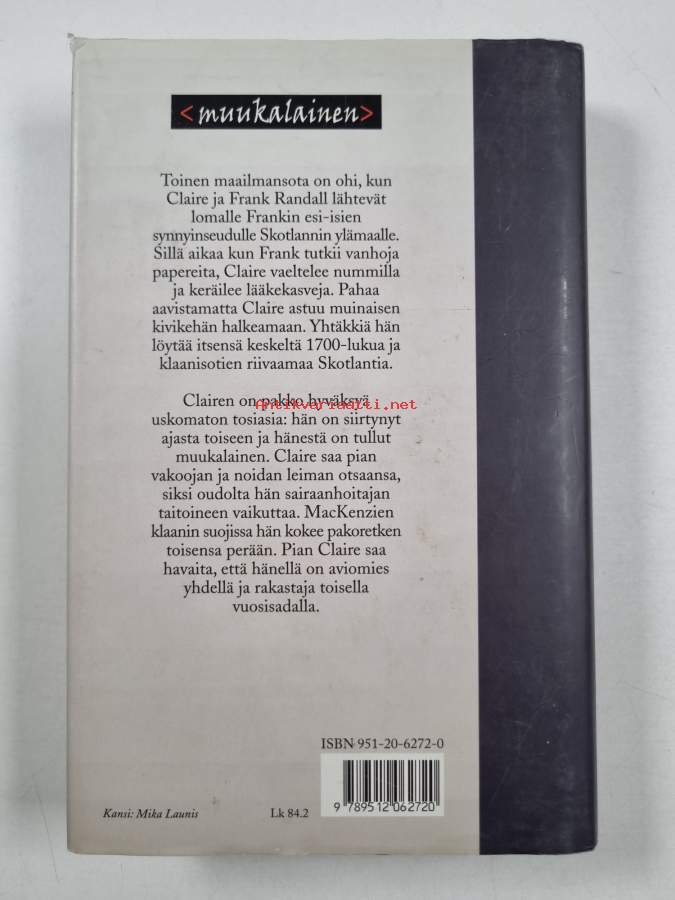 <muukalainen>
Toinen maailmansota on ohi, kun
Claire ja Frank Randall lähtevät
lomalle Frankin esi-isien
synnyinseudulle Skotlannin ylämaalle.
Sillä aikaa kun Frank tutkii vanhoja
papereita, Claire vaeltelee nummilla
ja keräilee lääkekasveja. Pahaa
aavistamatta Claire astuu muinaisen
kivikehän halkeamaan. Yhtäkkiä hän
löytää itsensä keskeltä 1700-lukua ja
klaanisotien riivaamaa Skotlantia.
Clairen on pakko hyväksyä
antikvariaatti.net
uskomaton tosiasia: hän on siirtynyt
ajasta toiseen ja hänestä on tullut
muukalainen. Claire saa pian
vakoojan ja noidan leiman otsaansa,
siksi oudolta hän sairaanhoitajan
taitoineen vaikuttaa. MacKenzien
klaanin suojissa hän kokee pakoretken
toisensa perään. Pian Claire saa
havaita, että hänellä on aviomies
yhdellä ja rakastaja toisella
vuosisadalla.
ISBN 951-20-6272-0
9 789512 062720
Kansi: Mika Launis
Lk 84.2